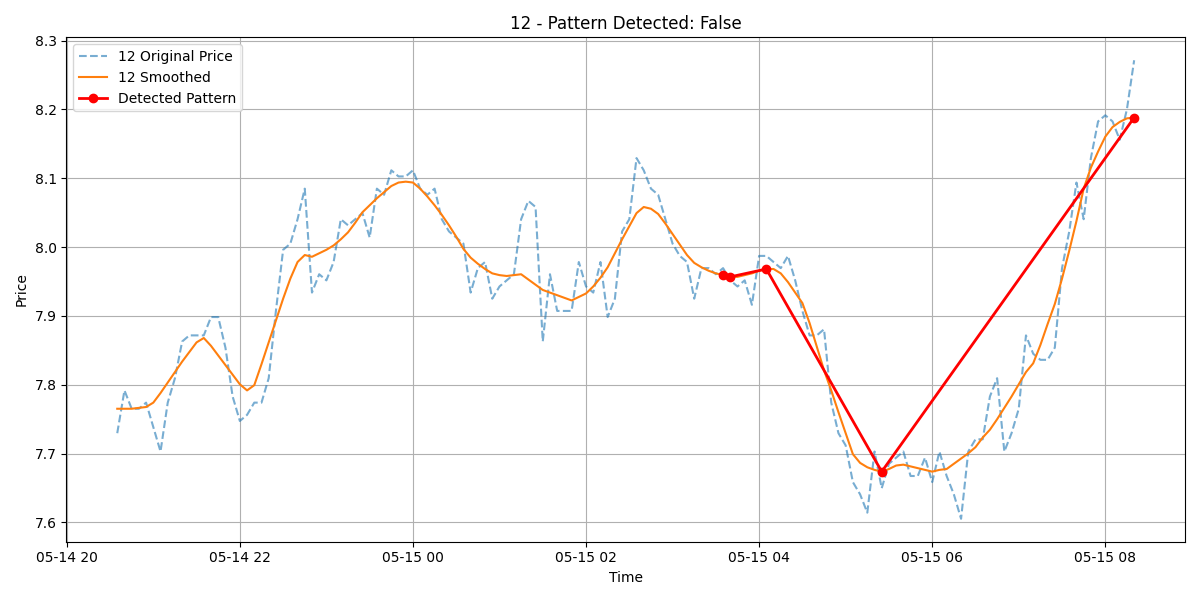 12 - Pattern Detected: False
12 Original Price
12 Smoothed
Detected Pattern
Price
8.3
8.2
8.1
8.0
7.9
7.8
7.7
7.6
05-14 20
05-14 22
05-15 00
05-15 02
05-15 04
05-15 06
05-15 08
Time